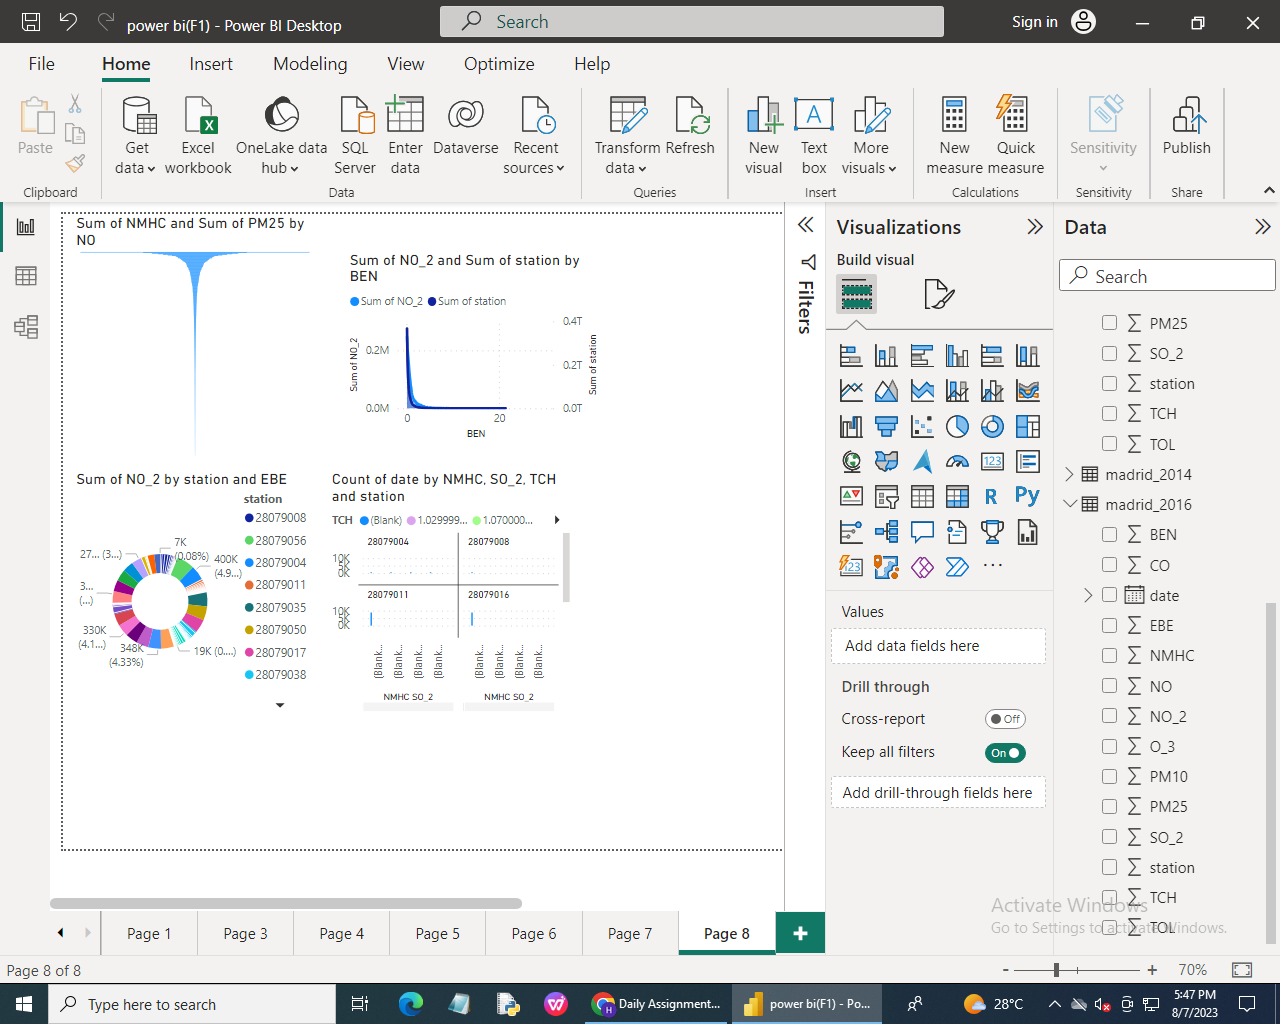 power bi(F1) - Power BI Desktop
Search
Sign in
File
Home
Insert
Modeling
View
Optimize
Help
Paste
Get data
Excel workbook
OneLake data hub
SQL Server
Enter data
Dataverse
Recent sources
Transform data
Refresh
New visual
Text box
More visuals
New measure
Quick measure
Sensitivity
Publish
Clipboard
Data
Queries
Insert
Calculations
Sensitivity
Share
Sum of NMHC and Sum of PM25 by
NO
Sum of NO_2 and Sum of station by
BEN
Sum of NO_2
Sum of station
0.4T
0.2M
0.2T
0.0M
0.0T
0
20
BEN
Sum of NO_2
Sum of station
Sum of NO_2 by station and EBE
station
28079008
28079056
28079004
28079011
28079035
28079050
28079017
28079038
7K
(0.08%)
400K
(4.9...)
27... (3...)
3...
(...)
330K
(4.1...)
348K
(4.33%)
19K (0....)
Count of date by NMHC, SO_2, TCH
and station
TCH
(Blank)
1.029999...
1.070000...
28079004
28079008
10K
5K
0K
28079011
28079016
10K
5K
0K
(Blank...
(Blank...
(Blank...
(Blank...
(Blank...
(Blank...
(Blank...
(Blank...
NMHC SO_2
NMHC SO_2
Filters
Visualizations
Build visual
R
Py
123
123
...
Values
Add data fields here
Drill through
Cross-report
Off
Keep all filters
On
Add drill-through fields here
Data
Search
PM25
SO_2
station
TCH
TOL
madrid_2014
madrid_2016
BEN
CO
date
EBE
NMHC
NO
NO_2
O_3
PM10
PM25
SO_2
station
TCH
TOL
Activate Windows
Go to Settings to activate Windows.
Page 1
Page 3
Page 4
Page 5
Page 6
Page 7
Page 8
Page 8 of 8
70%
Type here to search
Daily Assignment...
power bi(F1) - Po...
28°C
5:47 PM
8/7/2023